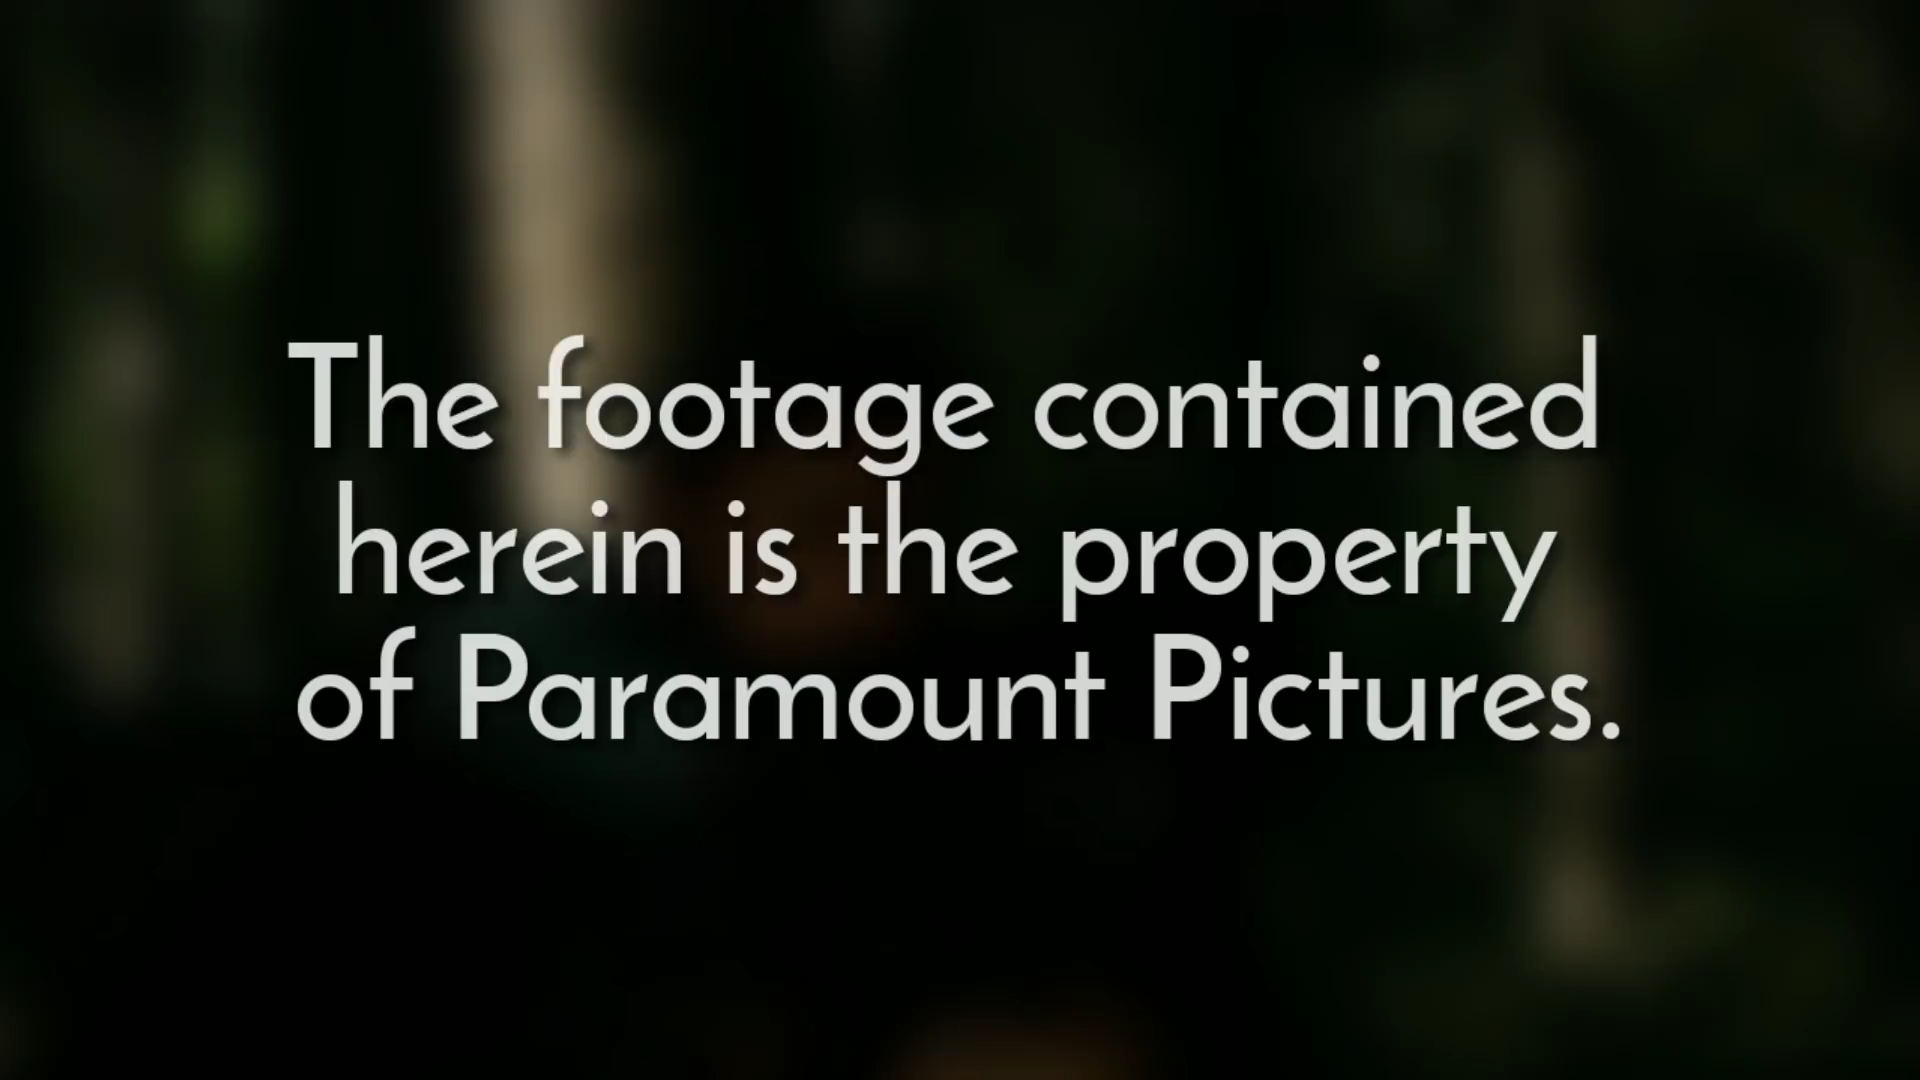 The footage contained
herein is the property
of Paramount Pictures.